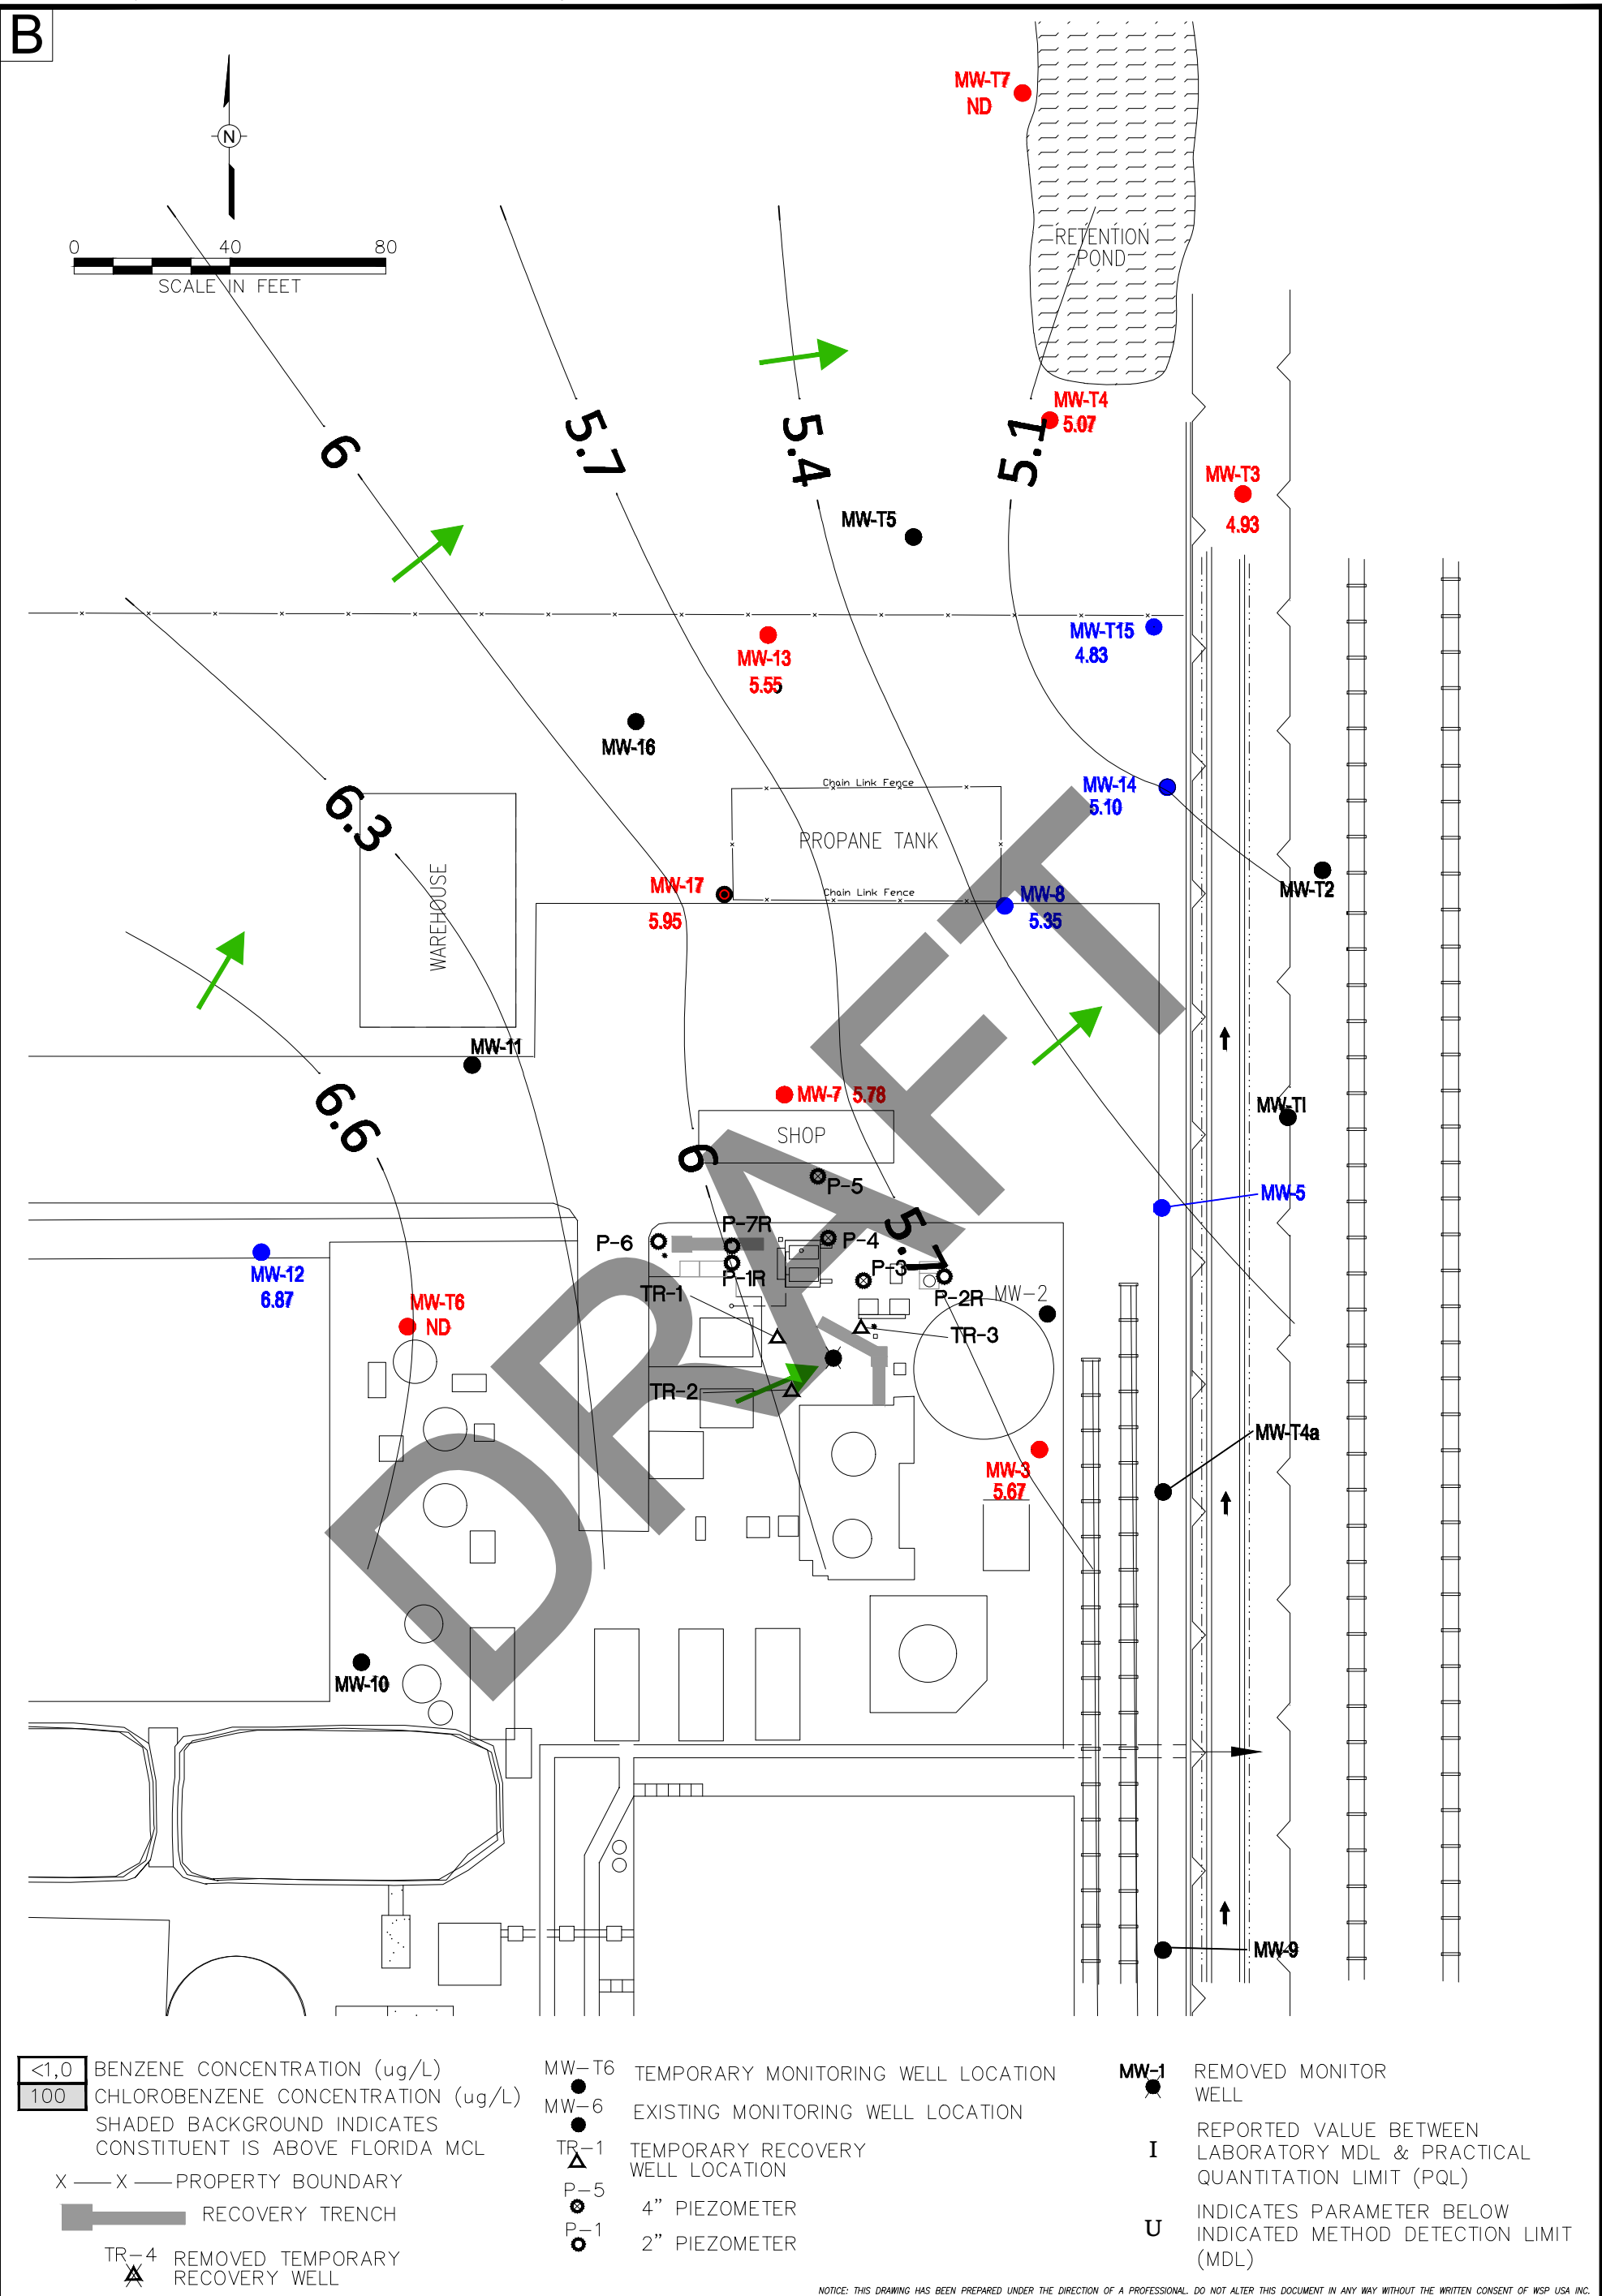 B
N
0 40 80
SCALE IN FEET
MW-T7
ND
RETENTION
POND
MW-T4
5.07
MW-T3
4.93
6
5.7
5.4
5.1
MW-T5
MW-T15
4.83
MW-13
5.55
MW-16
MW-14
5.10
Chain Link Fence
PROPANE TANK
Chain Link Fence
6.3
WAREHOUSE
MW-17
5.95
MW-8
5.35
MW-T2
MW-11
6.6
MW-7 5.78
SHOP
MW-T1
6
P-5
MW-5
P-7R
P-6
P-4
5.7
MW-12
6.87
P-1R
P-3
TR-1
P-2R
MW-2
MW-T6
ND
TR-3
TR-2
MW-T4a
MW-3
5.67
MW-10
MW-9
DRAFT
<1,0 BENZENE CONCENTRATION (ug/L)
100 CHLOROBENZENE CONCENTRATION (ug/L)
SHADED BACKGROUND INDICATES
CONSTITUENT IS ABOVE FLORIDA MCL
X — X — PROPERTY BOUNDARY
RECOVERY TRENCH
TR-4 REMOVED TEMPORARY
RECOVERY WELL
MW-T6 TEMPORARY MONITORING WELL LOCATION
MW-6 EXISTING MONITORING WELL LOCATION
TR-1 TEMPORARY RECOVERY
WELL LOCATION
P-5
4" PIEZOMETER
P-1
2" PIEZOMETER
MW-1 REMOVED MONITOR
WELL
I REPORTED VALUE BETWEEN
LABORATORY MDL & PRACTICAL
QUANTITATION LIMIT (PQL)
U INDICATES PARAMETER BELOW
INDICATED METHOD DETECTION LIMIT
(MDL)
NOTICE: THIS DRAWING HAS BEEN PREPARED UNDER THE DIRECTION OF A PROFESSIONAL. DO NOT ALTER THIS DOCUMENT IN ANY WAY WITHOUT THE WRITTEN CONSENT OF WSP USA INC.